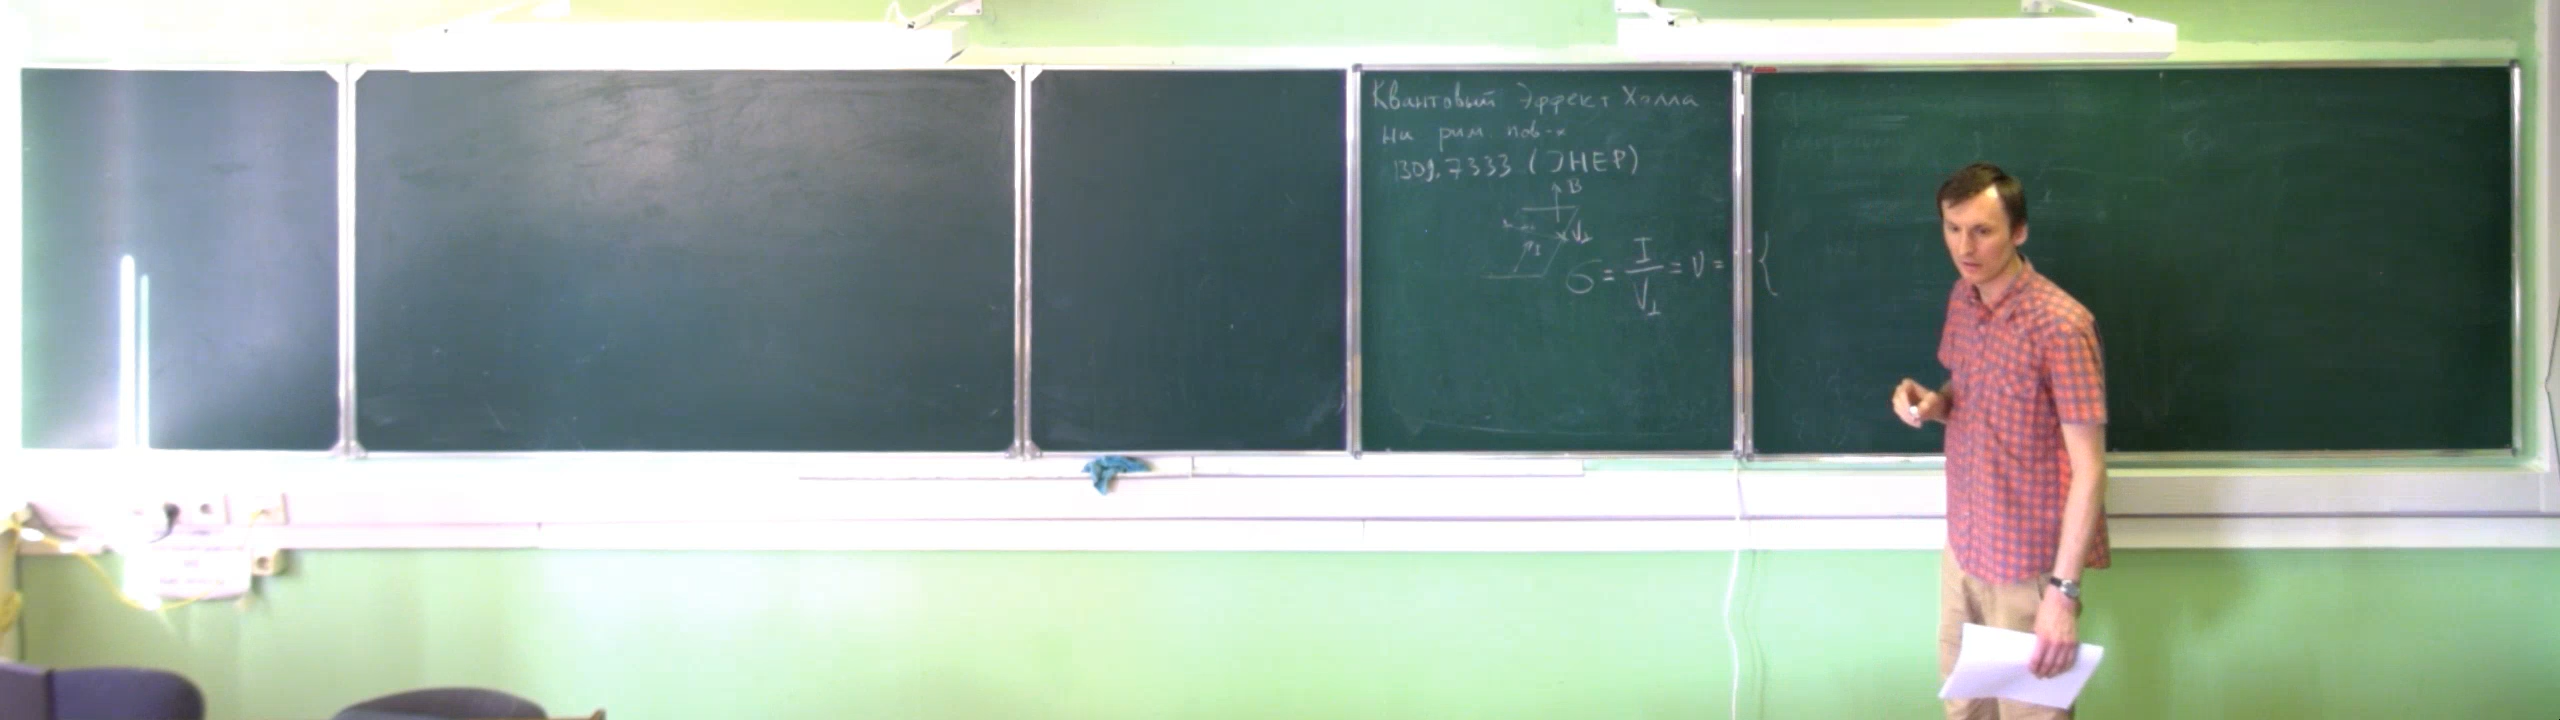 Квантовый Эффект Холла
на рим пов-х
1309.7333 (JHEP)
B
V⊥
I
σ = I / V⊥ = ν = {